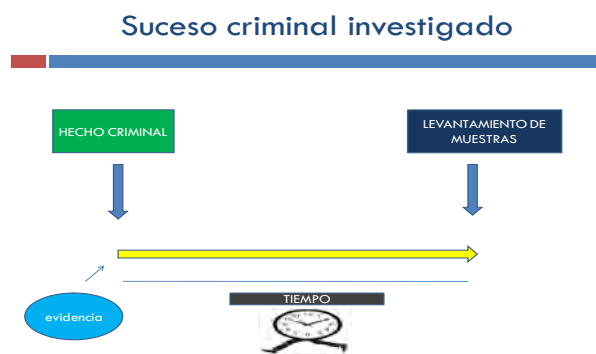 Suceso criminal investigado
HECHO CRIMINAL
LEVANTAMIENTO DE
MUESTRAS
evidencia
TIEMPO